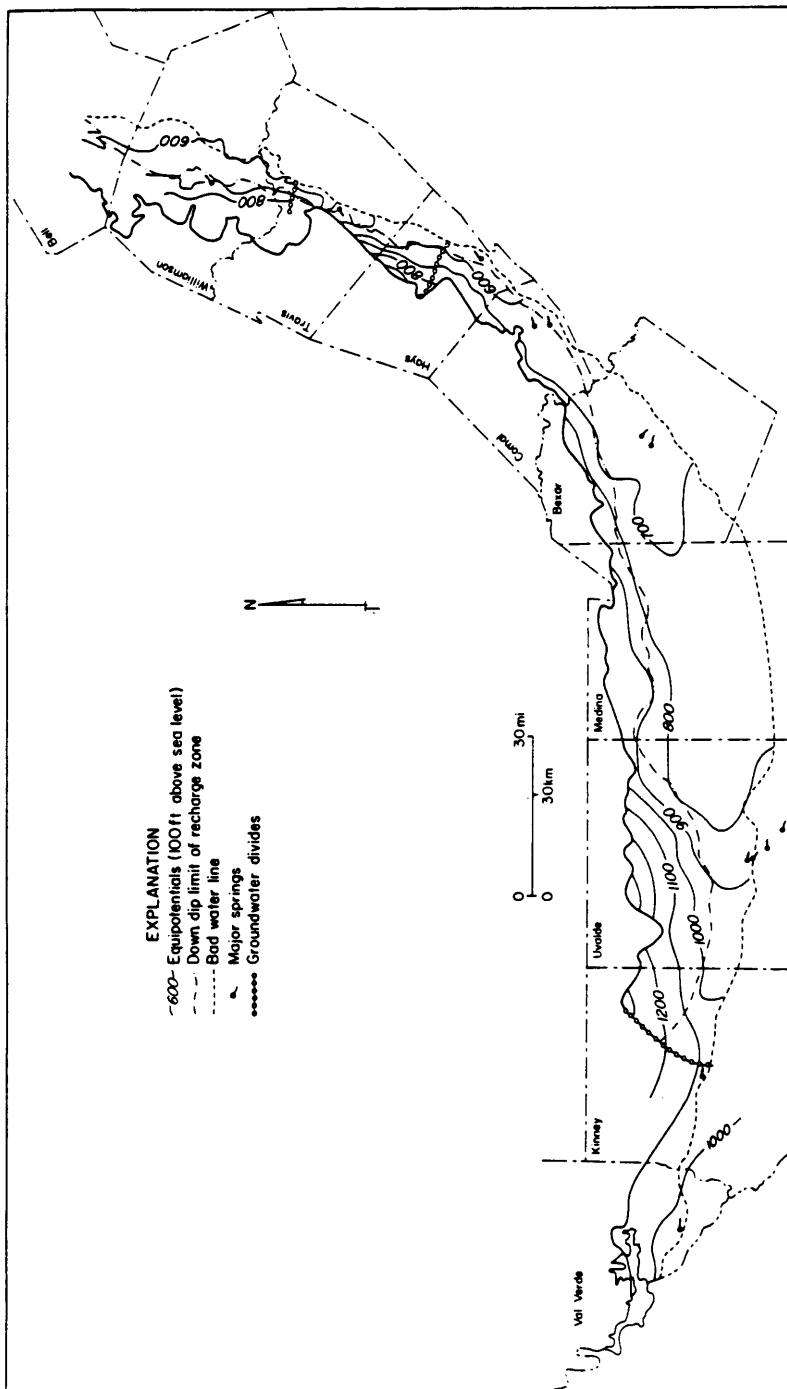 EXPLANATION
-600- Equipotentials (100ft above sea level)
Down dip limit of recharge zone
Bad water line
Major springs
Groundwater divides
N
0 30 mi
0 30 km
Bell
Williamson
Travis
Hays
Comal
Bexar
Medina
Uvalde
Kinney
Val Verde
600
800
800
600
700
800
900
1100
1000
1200
1000